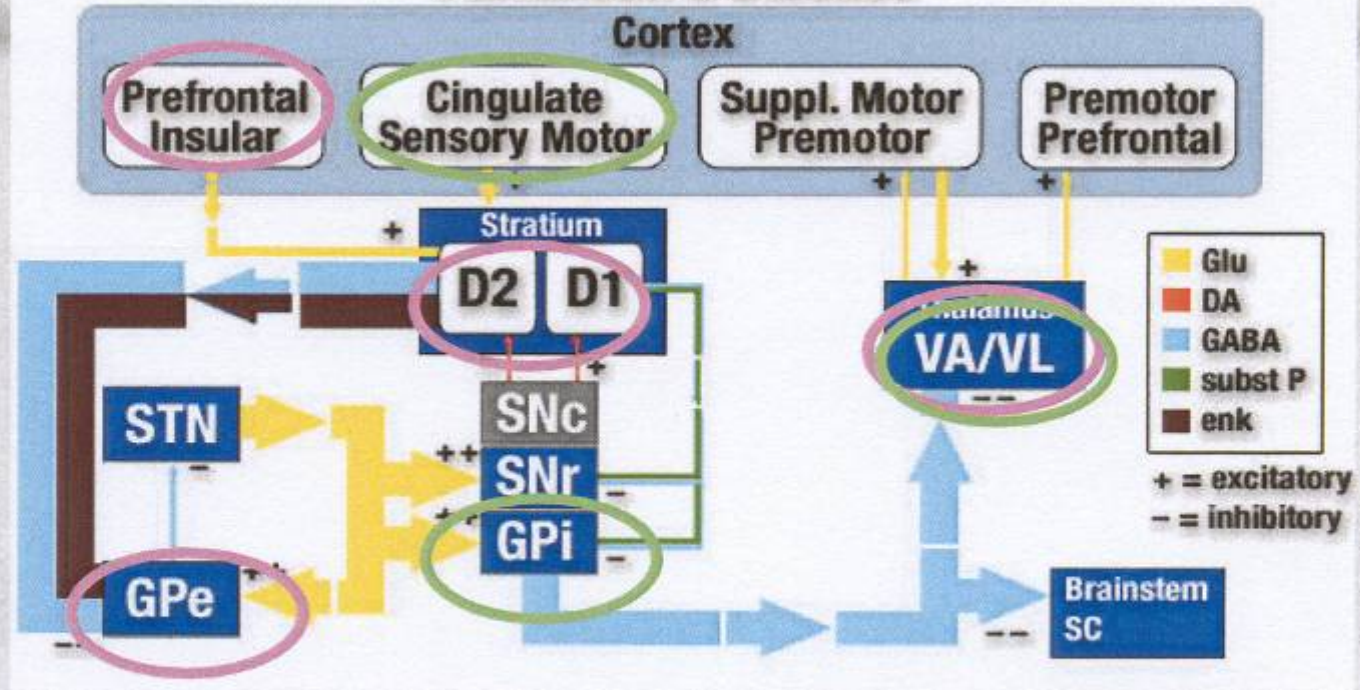 Cortex
Prefrontal
Insular
Cingulate
Sensory Motor
Suppl. Motor
Premotor
Premotor
Prefrontal
+
+
+
+
Stratium
D2
D1
+
VA/VL
--
Glu
DA
GABA
subst P
enk
+ = excitatory
- = inhibitory
STN
-
SNc
+
++
SNr
-
++
GPi
-
GPe
++
--
Brainstem
SC
--